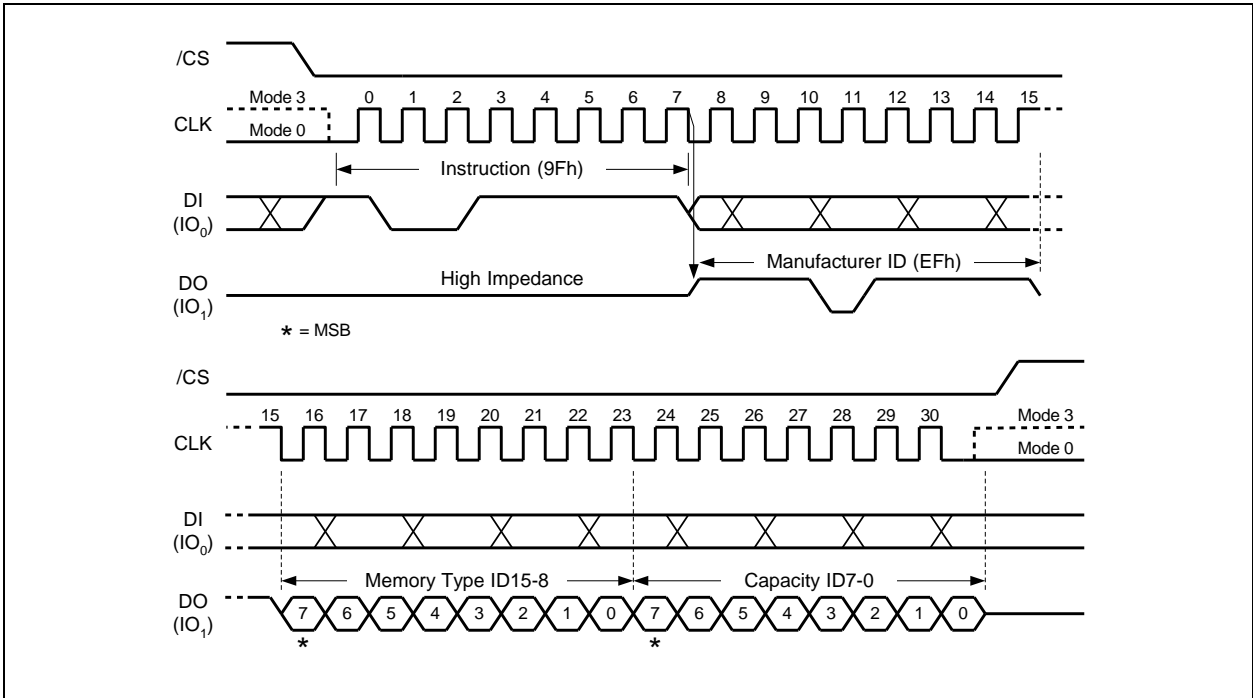 /CS
Mode 3 0 1 2 3 4 5 6 7 8 9 10 11 12 13 14 15
CLK
Mode 0
Instruction (9Fh)
DI
(IO0)
Manufacturer ID (EFh)
High Impedance
DO
(IO1)
* = MSB
/CS
15 16 17 18 19 20 21 22 23 24 25 26 27 28 29 30 Mode 3
CLK
Mode 0
DI
(IO0)
Memory Type ID15-8 Capacity ID7-0
DO
(IO1)
7 6 5 4 3 2 1 0 7 6 5 4 3 2 1 0
* *